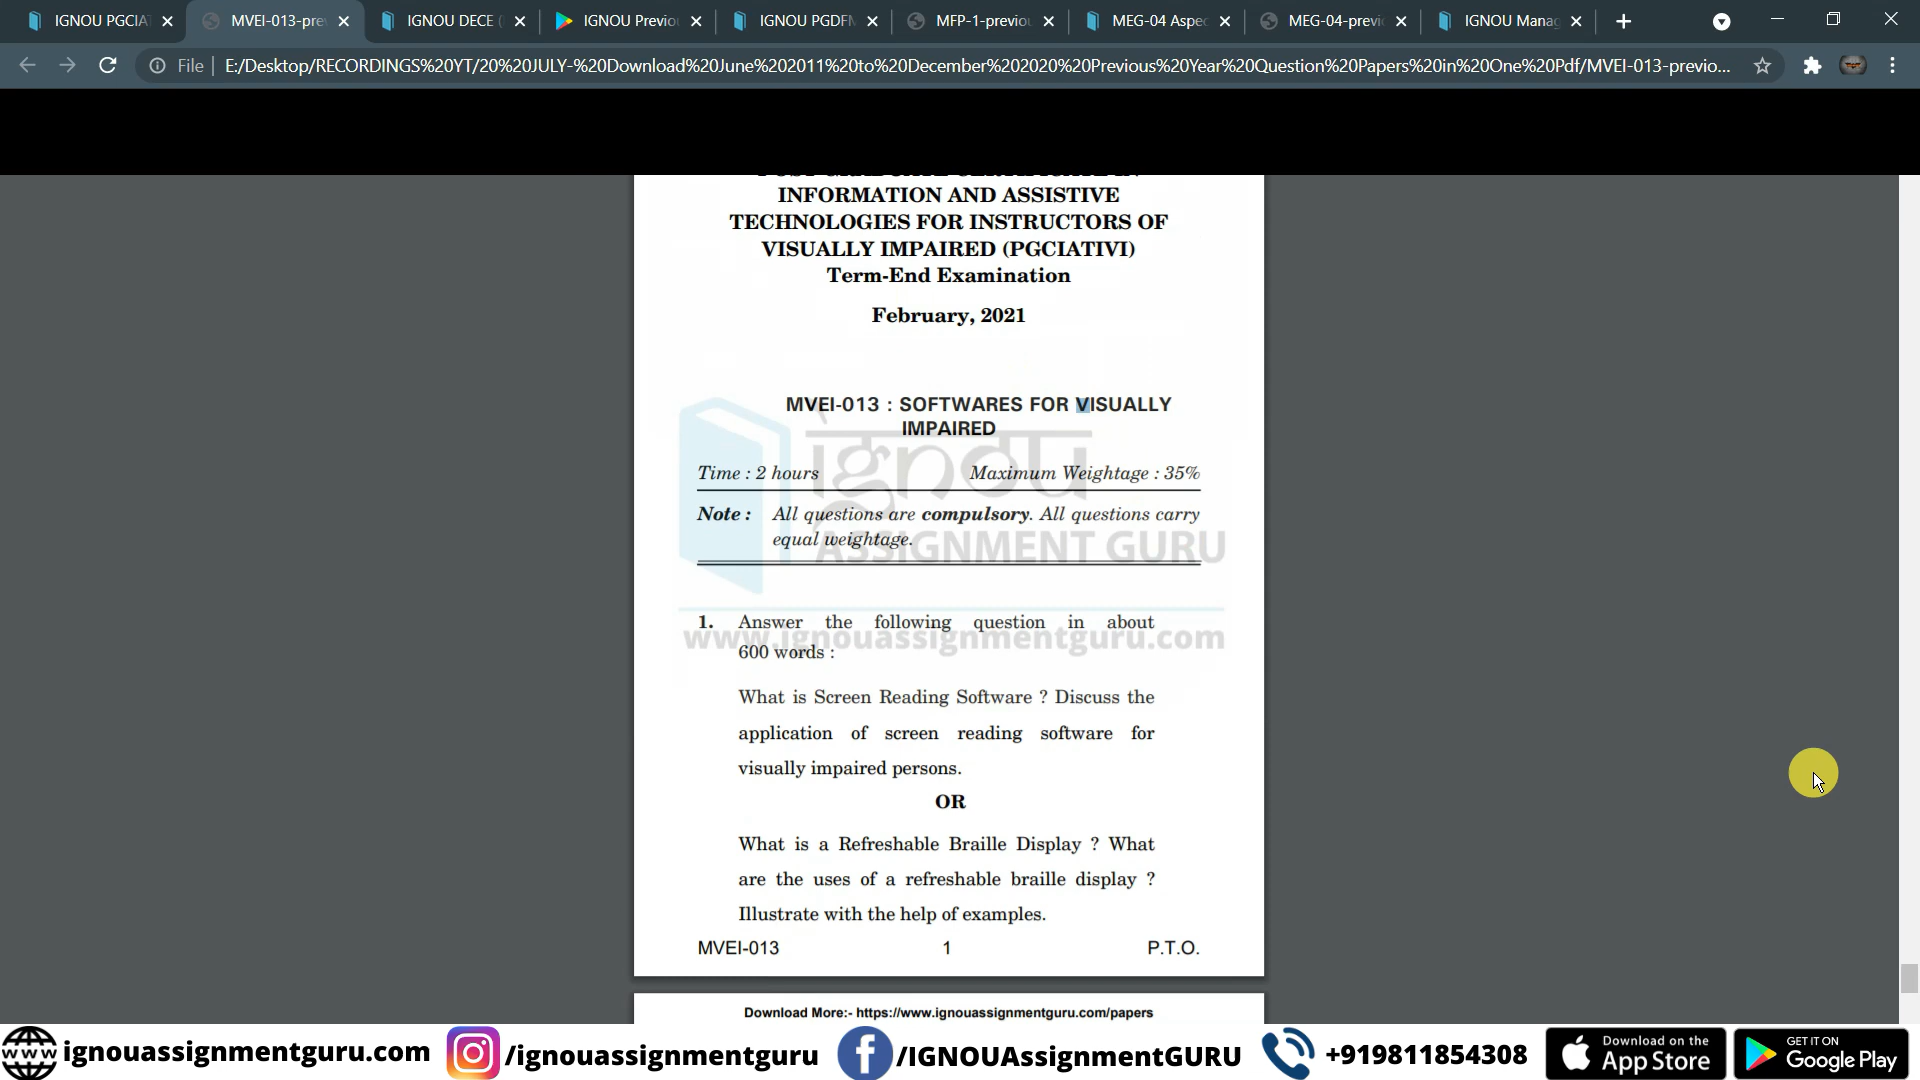 IGNOU PGCIA
MVEI-013-pre
IGNOU DECE
IGNOU Previo
IGNOU PGDF
MFP-1-previo
MEG-04 Aspe
MEG-04-previ
IGNOU Mana
File
E:/Desktop/RECORDINGS%20YT/20%20JULY-%20Download%20June%202011%20to%20December%202020%20Previous%20Year%20Question%20Papers%20in%20One%20Pdf/MVEI-013-previo...
INFORMATION AND ASSISTIVE
TECHNOLOGIES FOR INSTRUCTORS OF
VISUALLY IMPAIRED (PGCIATIVI)
Term-End Examination
February, 2021
MVEI-013 : SOFTWARES FOR VISUALLY
IMPAIRED
ignou
Time : 2 hours Maximum Weightage : 35%
Note : All questions are compulsory. All questions carry
equal weightage.
ASSIGNMENT GURU
1. Answer the following question in about
www.ignouassignmentguru.com
600 words :
What is Screen Reading Software ? Discuss the
application of screen reading software for
visually impaired persons.
OR
What is a Refreshable Braille Display ? What
are the uses of a refreshable braille display ?
Illustrate with the help of examples.
MVEI-013 1 P.T.O.
Download More:- https://www.ignouassignmentguru.com/papers
www ignouassignmentguru.com /ignouassignmentguru /IGNOUAssignmentGURU +919811854308 Download on the App Store GET IT ON Google Play